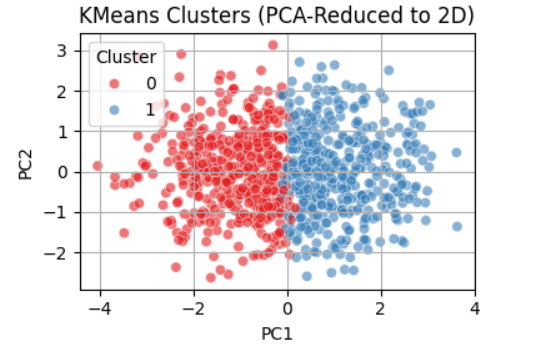 KMeans Clusters (PCA-Reduced to 2D)
Cluster
0
1
3
2
1
0
−1
−2
PC2
−4 −2 0 2 4
PC1